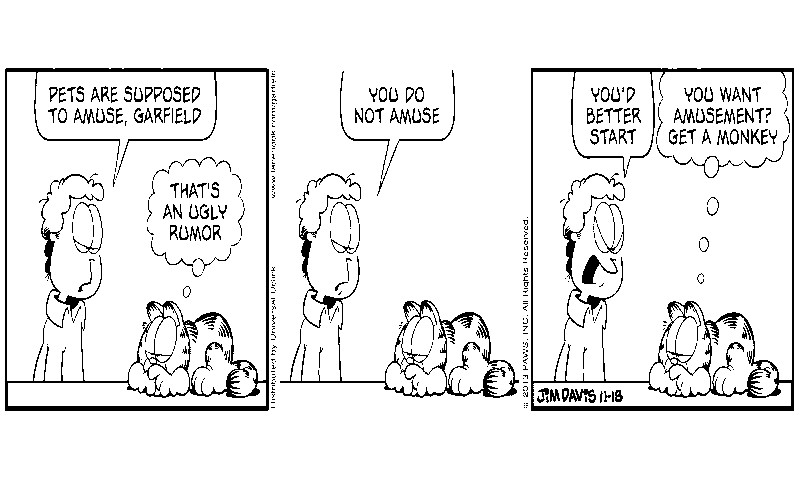 PETS ARE SUPPOSED
TO AMUSE, GARFIELD
THAT'S
AN UGLY
RUMOR
YOU DO
NOT AMUSE
YOU'D
BETTER
START
YOU WANT
AMUSEMENT?
GET A MONKEY
© 2013 PAWS, INC. All Rights Reserved.
Distributed by Universal Uclick
JIM DAVIS 11-18